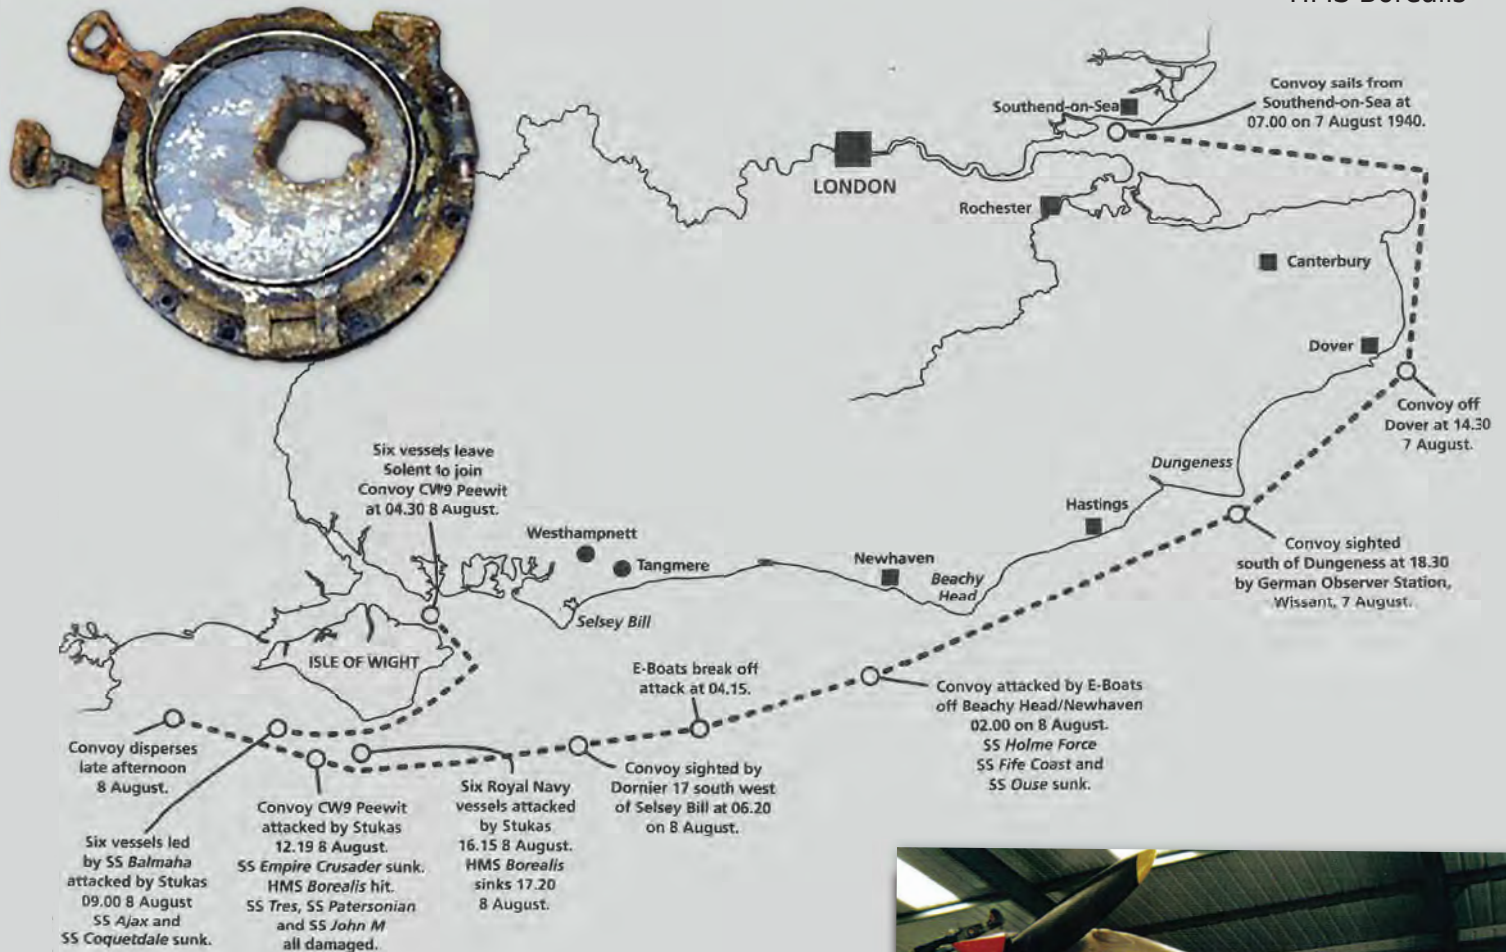 HMS Borealis
Convoy sails from
Southend-on-Sea at
07.00 on 7 August 1940.
Southend-on-Sea
LONDON
Rochester
Canterbury
Dover
Convoy off
Dover at 14.30
7 August.
Dungeness
Hastings
Convoy sighted
south of Dungeness at 18.30
by German Observer Station,
Wissant, 7 August.
Six vessels leave
Solent to join
Convoy CW9 Peewit
at 04.30 8 August.
Westhampnett
Tangmere
Newhaven
Beachy
Head
Selsey Bill
ISLE OF WIGHT
E-Boats break off
attack at 04.15.
Convoy attacked by E-Boats
off Beachy Head/Newhaven
02.00 on 8 August.
SS Holme Force
SS Fife Coast and
SS Ouse sunk.
Convoy disperses
late afternoon
8 August.
Convoy sighted by
Dornier 17 south west
of Selsey Bill at 06.20
on 8 August.
Six Royal Navy
vessels attacked
by Stukas
16.15 8 August.
HMS Borealis
sinks 17.20
8 August.
Convoy CW9 Peewit
attacked by Stukas
12.19 8 August.
SS Empire Crusader sunk.
HMS Borealis hit.
SS Tres, SS Patersonian
and SS John M
all damaged.
Six vessels led
by SS Balmaha
attacked by Stukas
09.00 8 August
SS Ajax and
SS Coquetdale sunk.